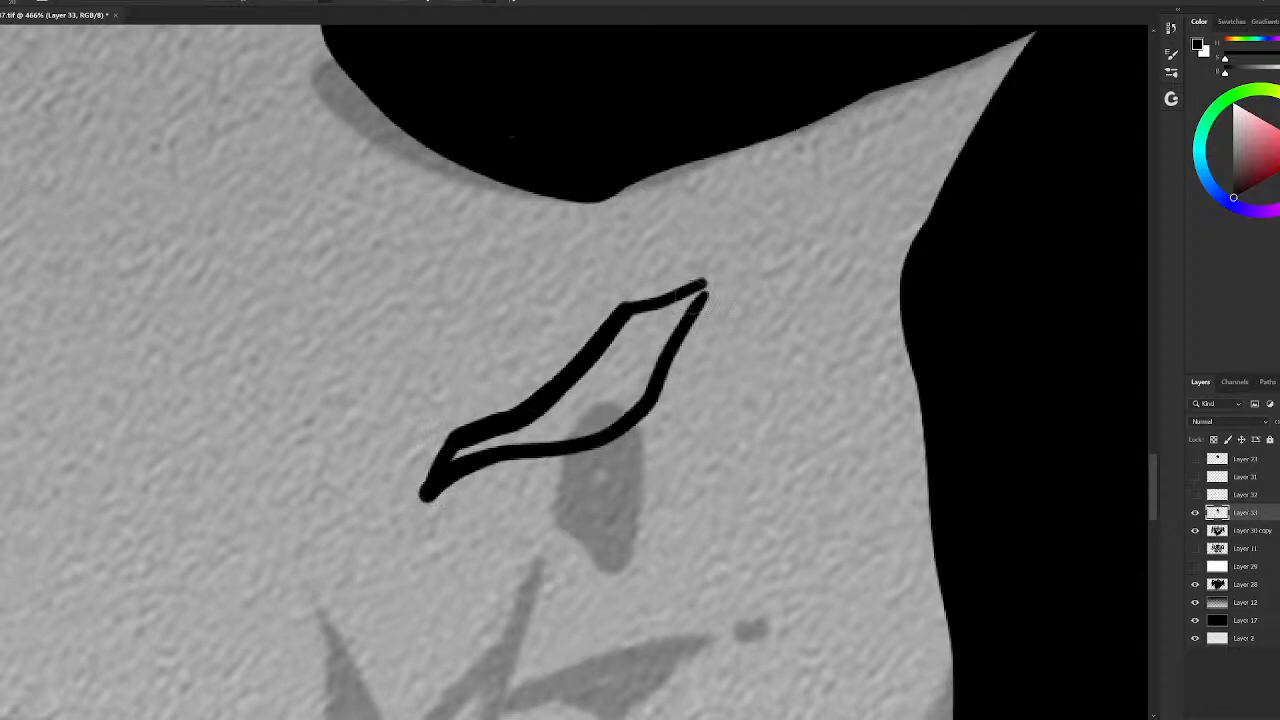 7.tif @ 466% (Layer 33, RGB/8) *
Color Swatches Gradients
Layers Channels Paths
Kind
Normal
Lock:
Layer 23
Layer 31
Layer 32
Layer 33
Layer 30 copy
Layer 11
Layer 29
Layer 28
Layer 12
Layer 17
Layer 2